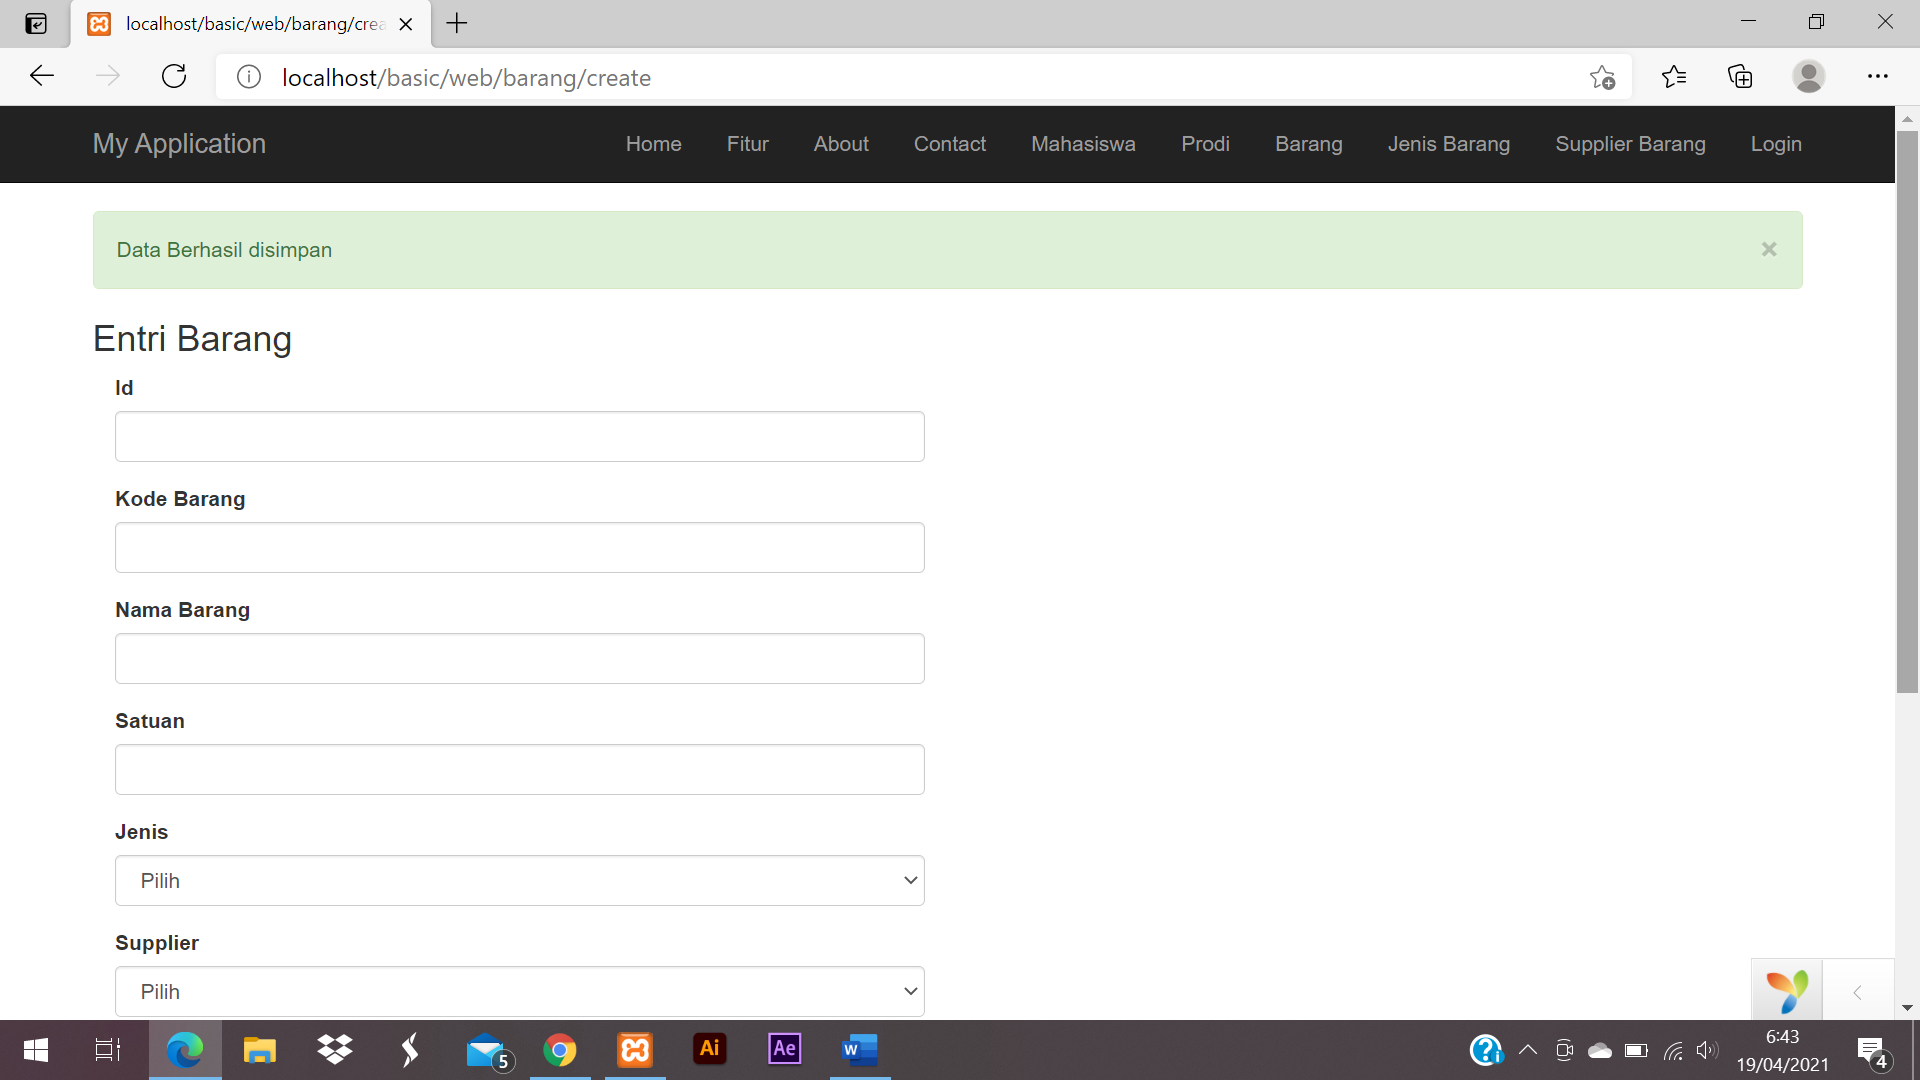 localhost/basic/web/barang/crea
localhost/basic/web/barang/create
My Application
Home Fitur About Contact Mahasiswa Prodi Barang Jenis Barang Supplier Barang Login
Data Berhasil disimpan ×
Entri Barang
Id
Kode Barang
Nama Barang
Satuan
Jenis
Pilih
Supplier
Pilih
5
Ai
Ae
W
6:43
19/04/2021
4